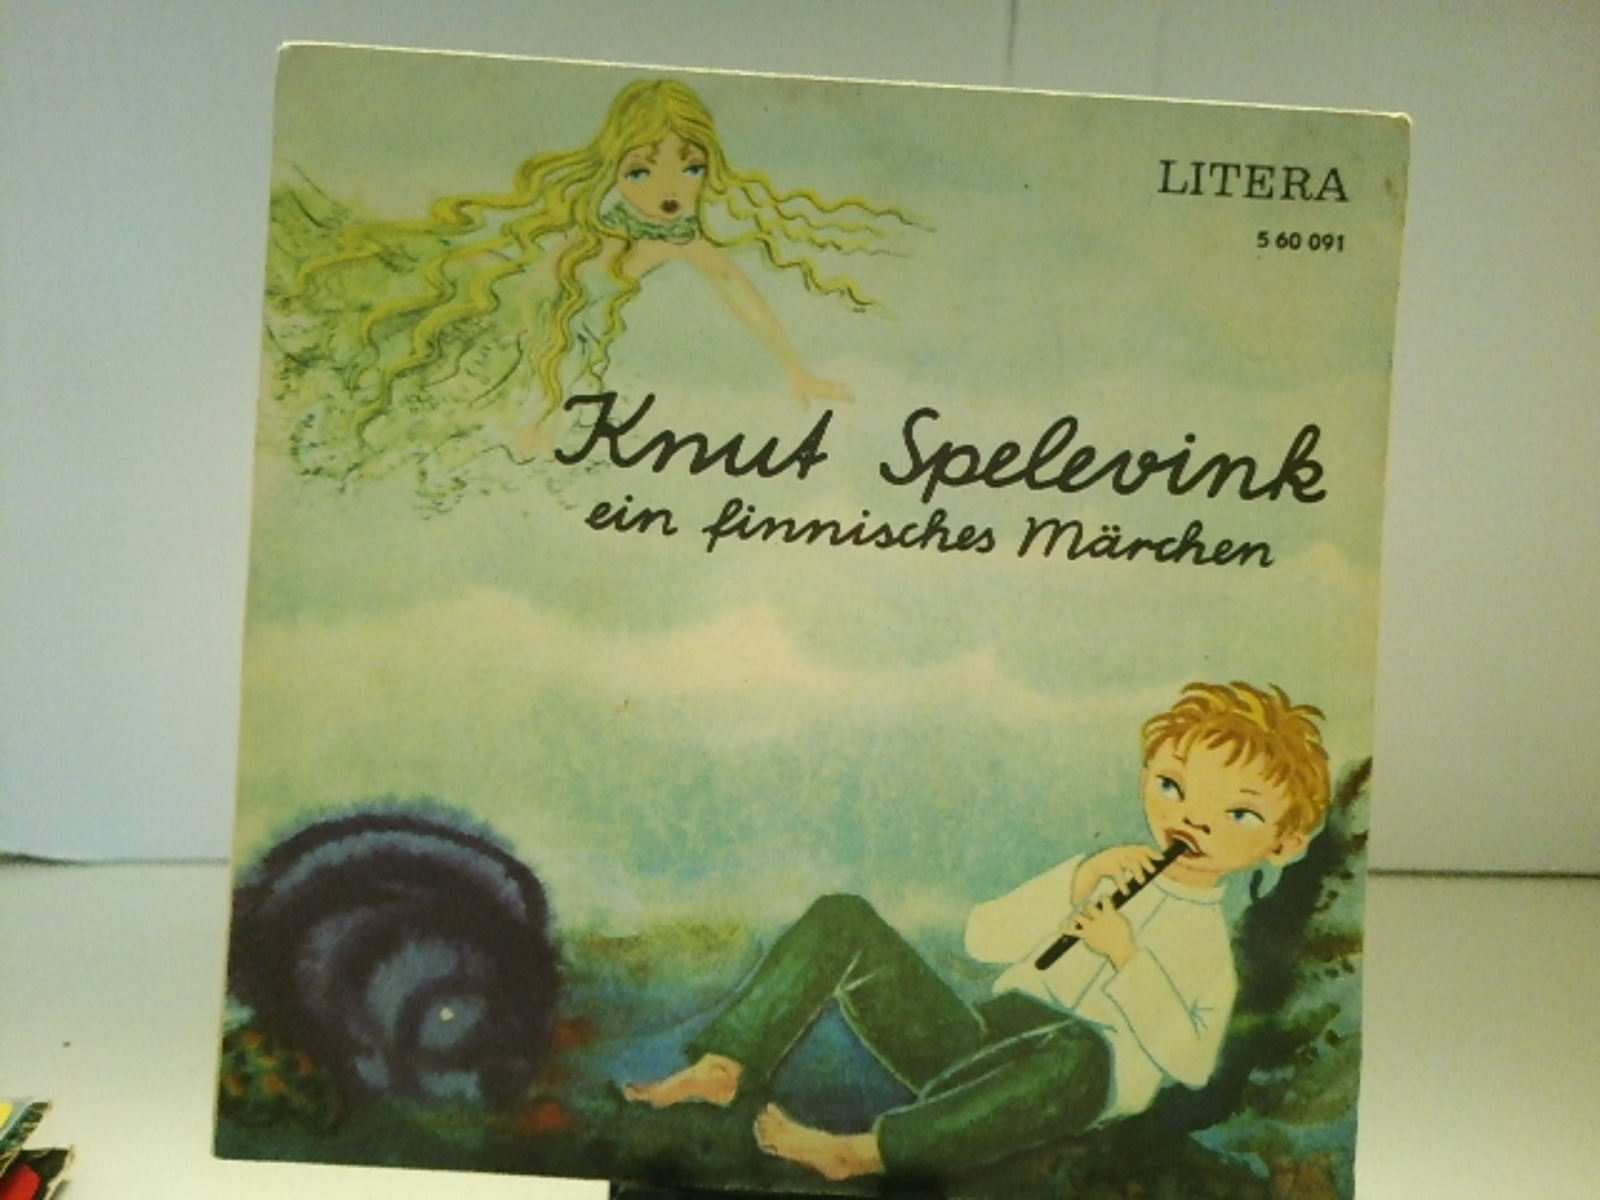 LITERA
5 60 091
Knut Spelevink
ein finnisches Märchen